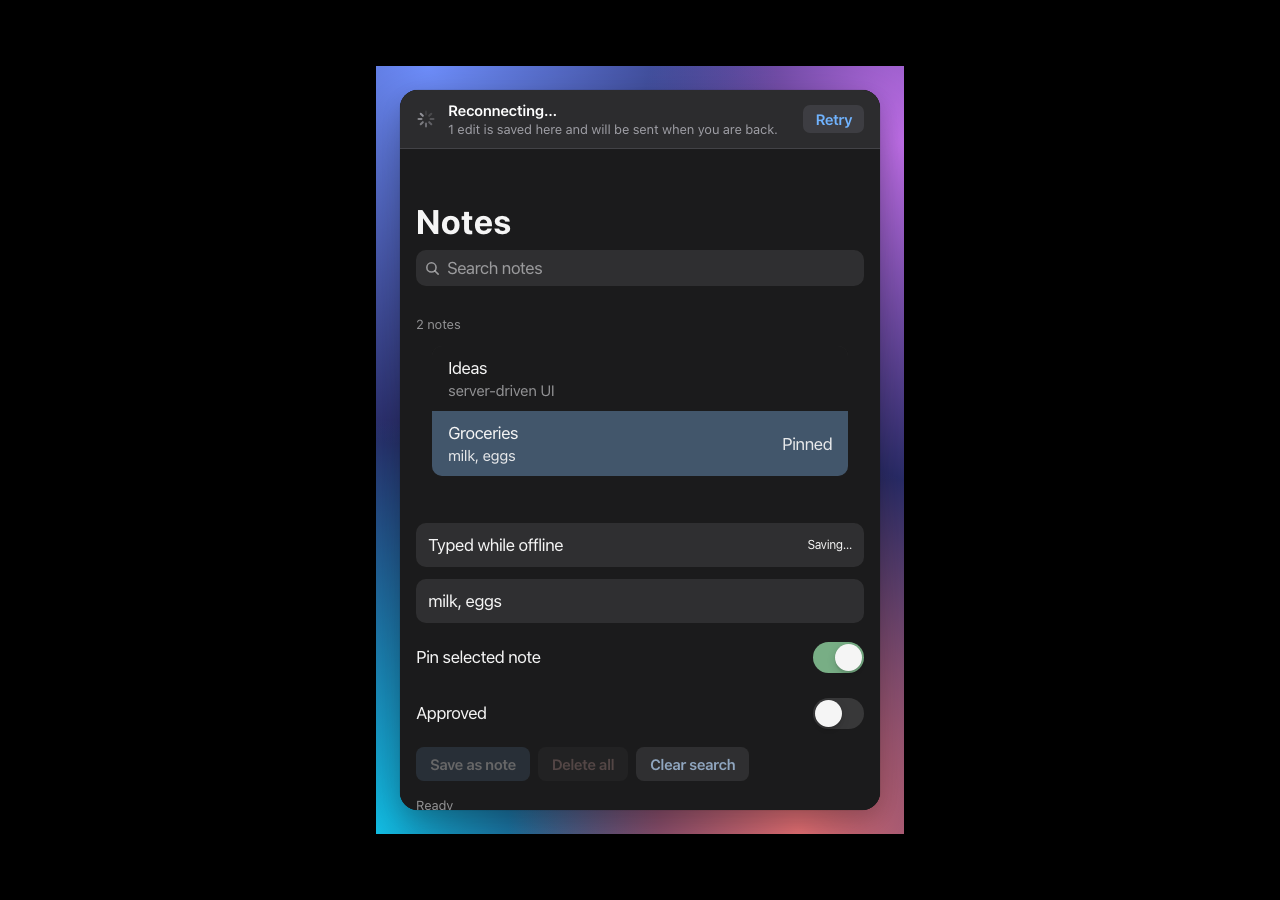 Reconnecting...
1 edit is saved here and will be sent when you are back.
Retry
Notes
Search notes
2 notes
Ideas
server-driven UI
Groceries
milk, eggs
Pinned
Typed while offline
Saving...
milk, eggs
Pin selected note
Approved
Save as note
Delete all
Clear search
Ready